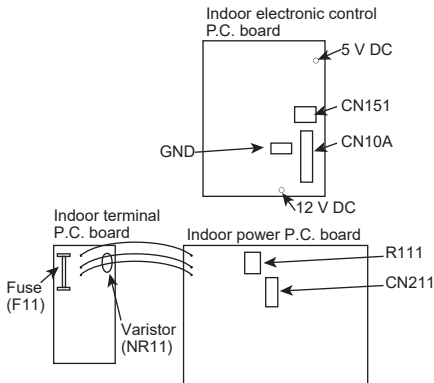 Indoor electronic control
P.C. board
5 V DC
CN151
CN10A
GND
12 V DC
Indoor terminal
P.C. board
Indoor power P.C. board
R111
CN211
Fuse
(F11)
Varistor
(NR11)